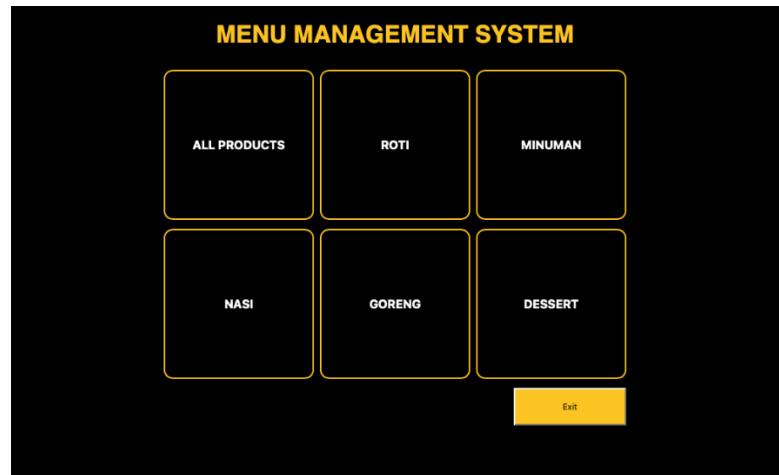 MENU MANAGEMENT SYSTEM
ALL PRODUCTS
ROTI
MINUMAN
NASI
GORENG
DESSERT
Exit